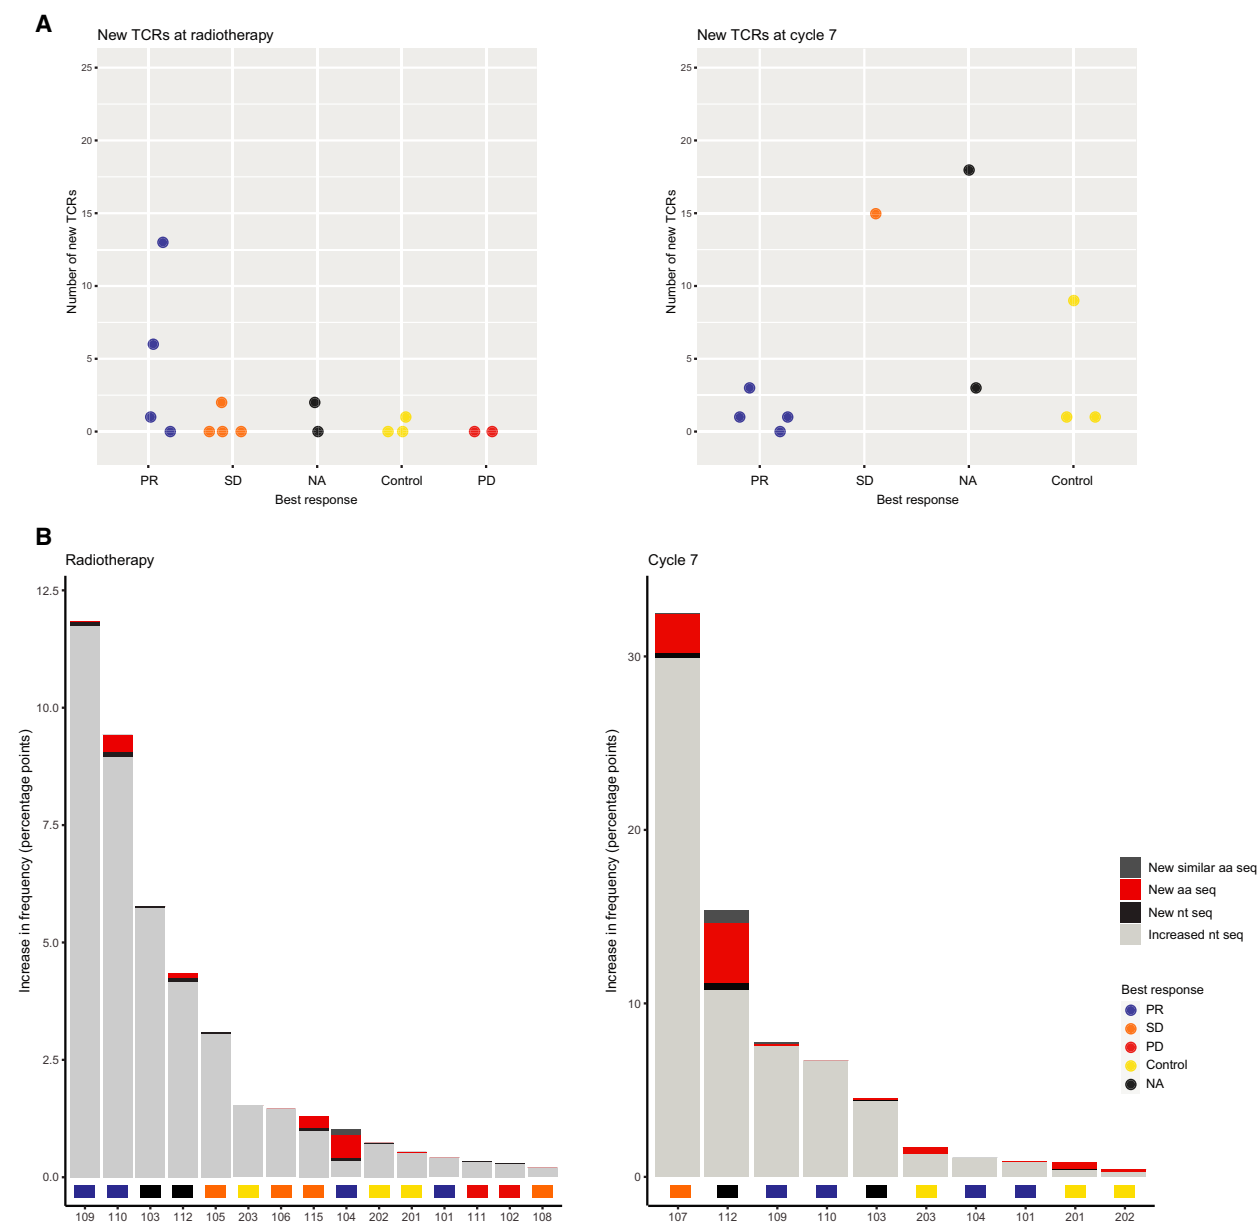 A
New TCRs at radiotherapy
New TCRs at cycle 7
Number of new TCRs
25
20
15
10
5
0
PR SD NA Control PD
Best response
Number of new TCRs
25
20
15
10
5
0
PR SD NA Control
Best response
B
Radiotherapy
Cycle 7
Increase in frequency (percentage points)
12.5
10.0
7.5
5.0
2.5
0.0
109 110 103 112 105 203 106 115 104 202 201 101 111 102 108
Increase in frequency (percentage points)
30
20
10
0
107 112 109 110 103 203 104 101 201 202
New similar aa seq
New aa seq
New nt seq
Increased nt seq
Best response
PR
SD
PD
Control
NA